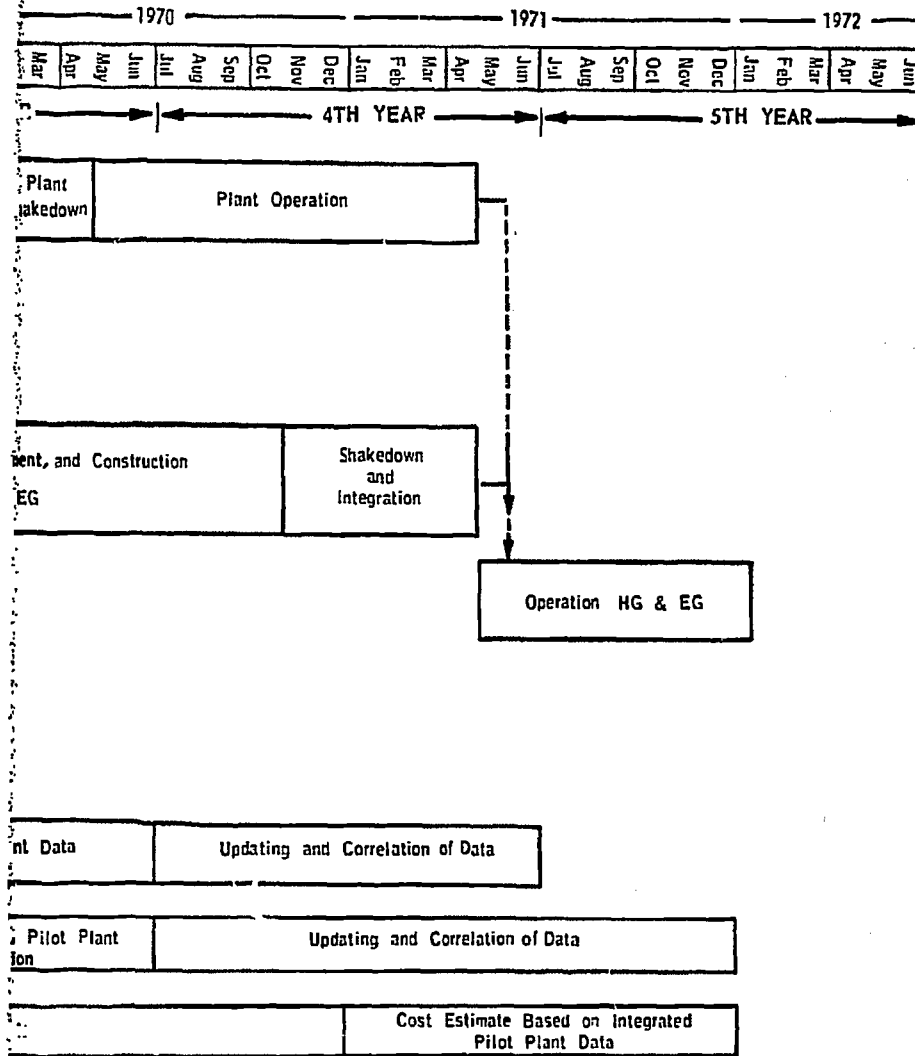 1970 1971 1972
Mar Apr May Jun Jul Aug Sep Oct Nov Dec Jan Feb Mar Apr May Jun Jul Aug Sep Oct Nov Dec Jan Feb Mar Apr May Jun
4TH YEAR 5TH YEAR
Plant
akedown
Plant Operation
ent, and Construction
EG
Shakedown
and
Integration
Operation HG & EG
nt Data
Updating and Correlation of Data
Pilot Plant
ion
Updating and Correlation of Data
Cost Estimate Based on Integrated
Pilot Plant Data